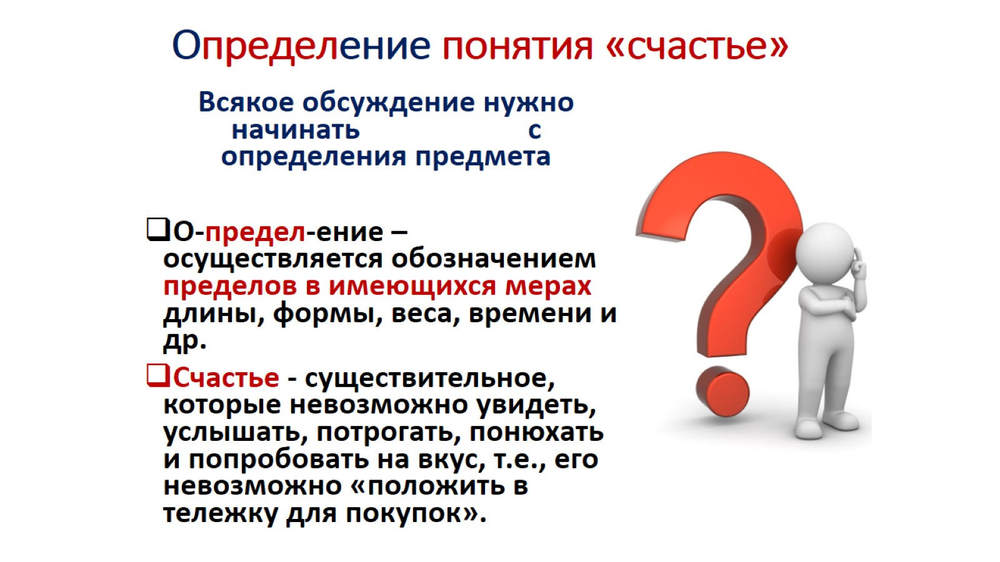 Определение понятия «счастье»
Всякое обсуждение нужно
начинать с
определения предмета
О-предел-ение –
осуществляется обозначением
пределов в имеющихся мерах
длины, формы, веса, времени и
др.
Счастье - существительное,
которые невозможно увидеть,
услышать, потрогать, понюхать
и попробовать на вкус, т.е., его
невозможно «положить в
тележку для покупок».